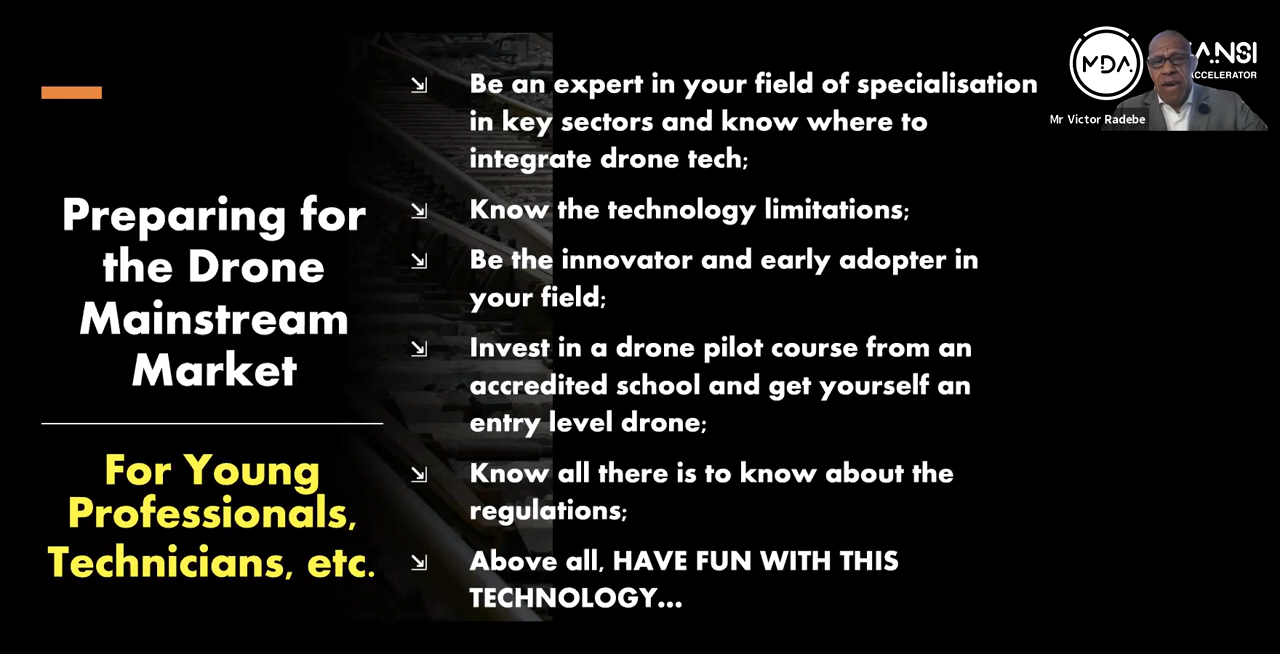 Preparing for
the Drone
Mainstream
Market
For Young
Professionals,
Technicians, etc.
Be an expert in your field of specialisation
in key sectors and know where to
integrate drone tech;
Know the technology limitations;
Be the innovator and early adopter in
your field;
Invest in a drone pilot course from an
accredited school and get yourself an
entry level drone;
Know all there is to know about the
regulations;
Above all, HAVE FUN WITH THIS
TECHNOLOGY...
MDA
ACCELERATOR
Mr Victor Radebe